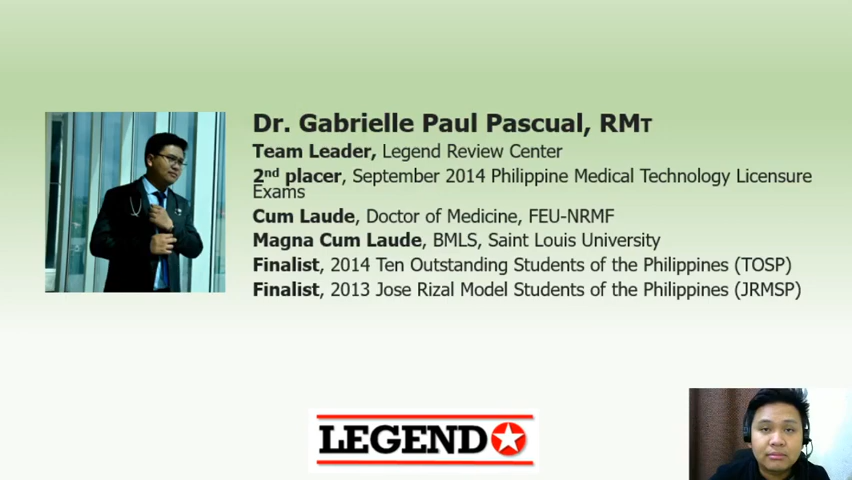 Dr. Gabrielle Paul Pascual, RMT
Team Leader, Legend Review Center
2nd placer, September 2014 Philippine Medical Technology Licensure
Exams
Cum Laude, Doctor of Medicine, FEU-NRMF
Magna Cum Laude, BMLS, Saint Louis University
Finalist, 2014 Ten Outstanding Students of the Philippines (TOSP)
Finalist, 2013 Jose Rizal Model Students of the Philippines (JRMSP)
LEGEND